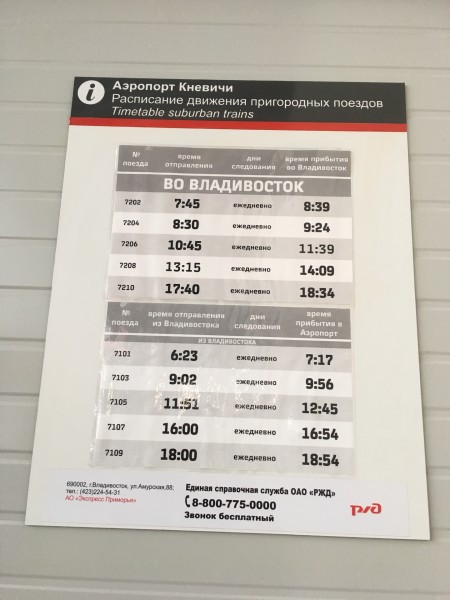 i Аэропорт Кневичи
Расписание движения пригородных поездов
Timetable suburban trains
№ поезда время отправления дни следования время прибытия во Владивосток
ВО ВЛАДИВОСТОК
7202 7:45 ежедневно 8:39
7204 8:30 ежедневно 9:24
7206 10:45 ежедневно 11:39
7208 13:15 ежедневно 14:09
7210 17:40 ежедневно 18:34
№ поезда время отправления из Владивостока дни следования время прибытия в Аэропорт
ИЗ ВЛАДИВОСТОКА
7101 6:23 ежедневно 7:17
7103 9:02 ежедневно 9:56
7105 11:51 ежедневно 12:45
7107 16:00 ежедневно 16:54
7109 18:00 ежедневно 18:54
690002, г.Владивосток, ул.Амурская,88;
тел.: (423)224-54-31
АО «Экспресс Приморья»
Единая справочная служба ОАО «РЖД»
8-800-775-0000
Звонок бесплатный
ржд